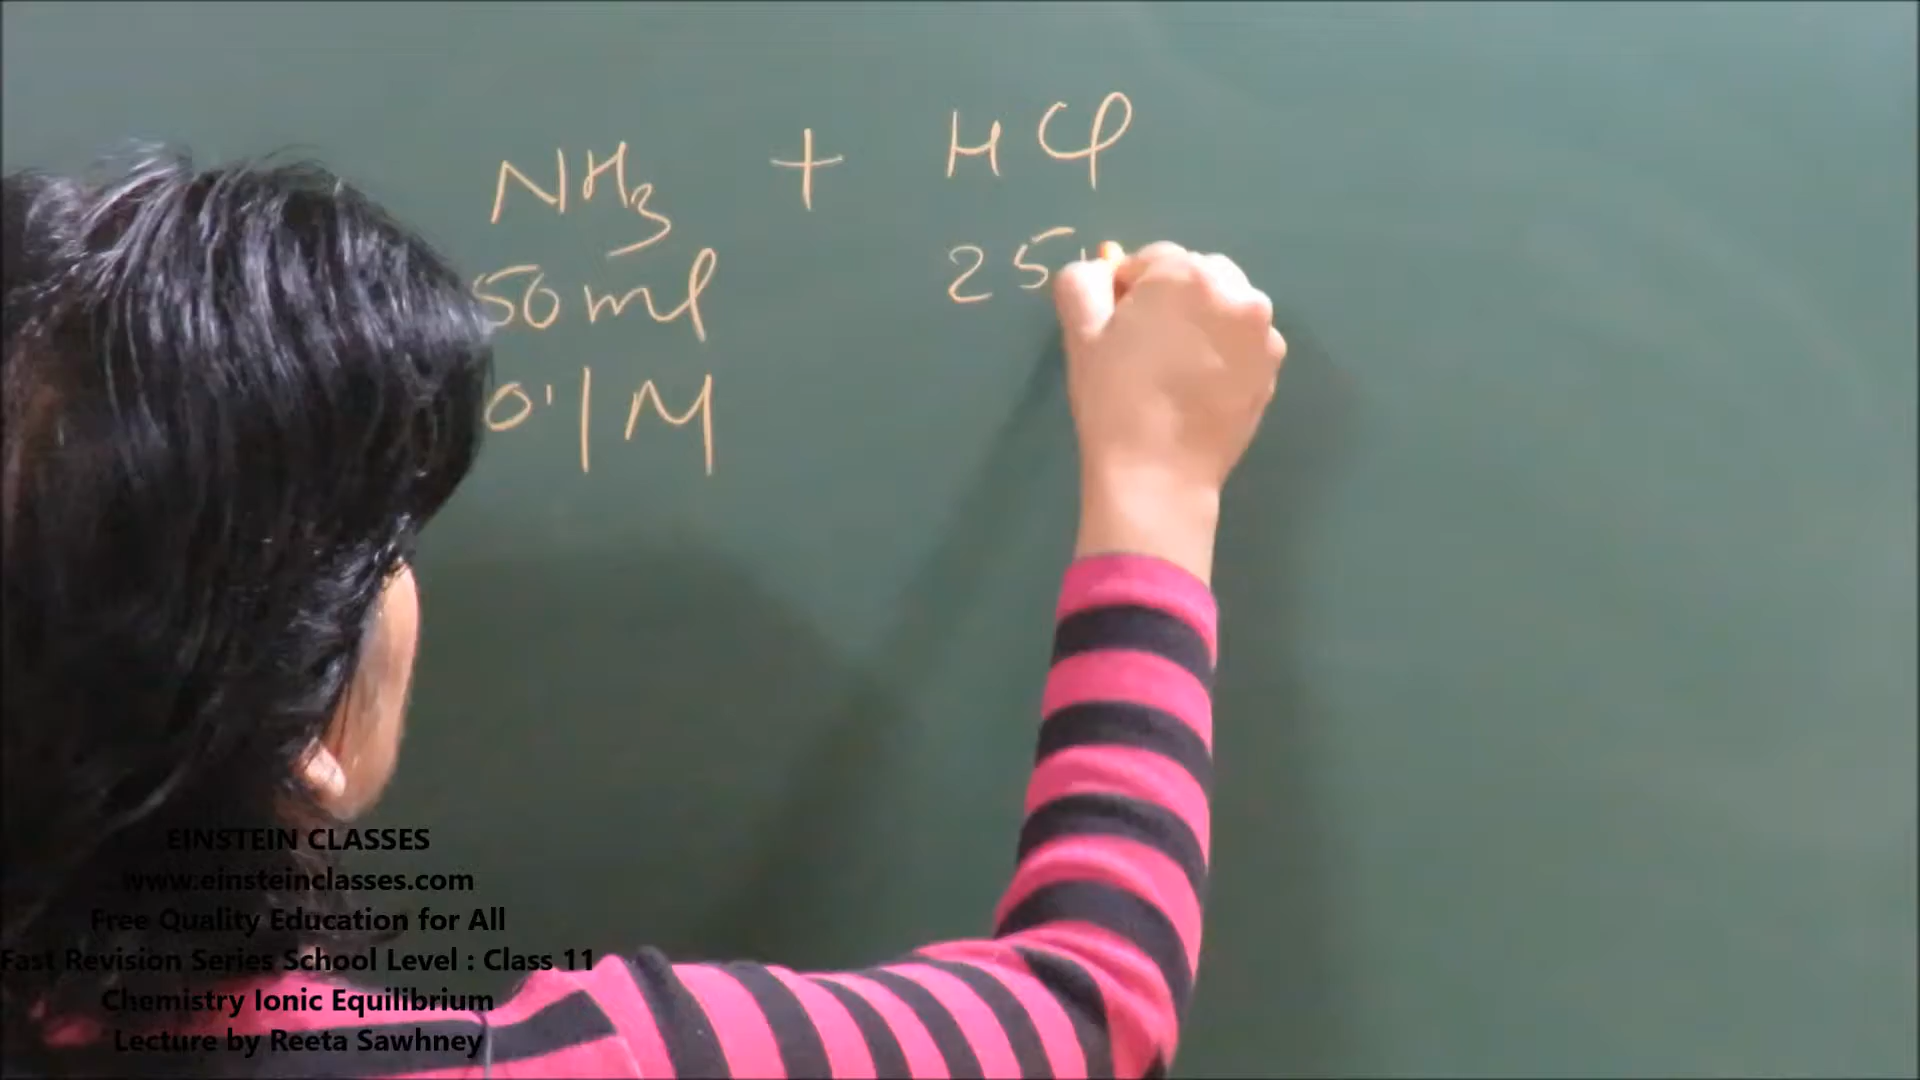 NH3 + HCl
50ml 25
0.1M
EINSTEIN CLASSES
www.einsteinclasses.com
Free Quality Education for All
Fast Revision Series School Level : Class 11
Chemistry Ionic Equilibrium
Lecture by Reeta Sawhney